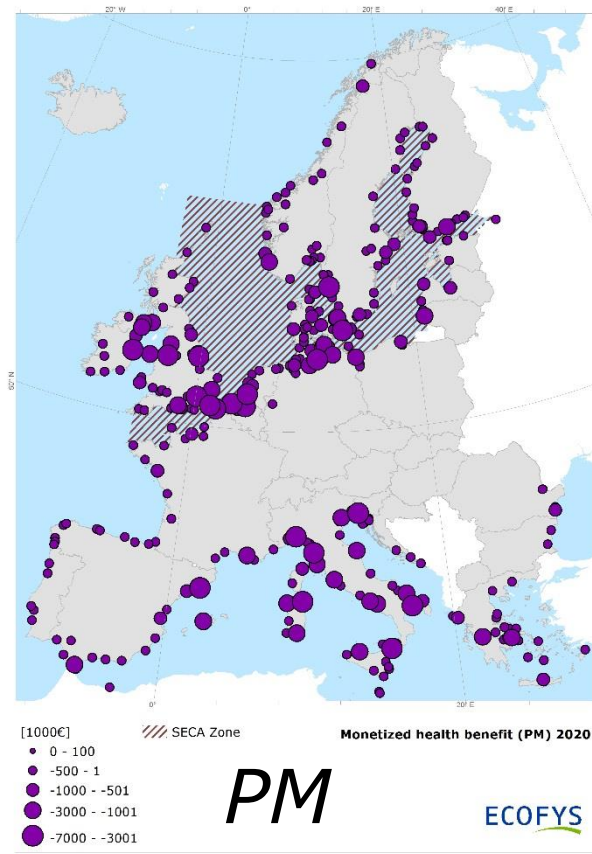 20° W
0°
20° E
40° E
50° N
0°
20° E
[1000€]
SECA Zone
Monetized health benefit (PM) 2020
0 - 100
-500 - 1
-1000 - -501
-3000 - -1001
-7000 - -3001
PM
ECOFYS